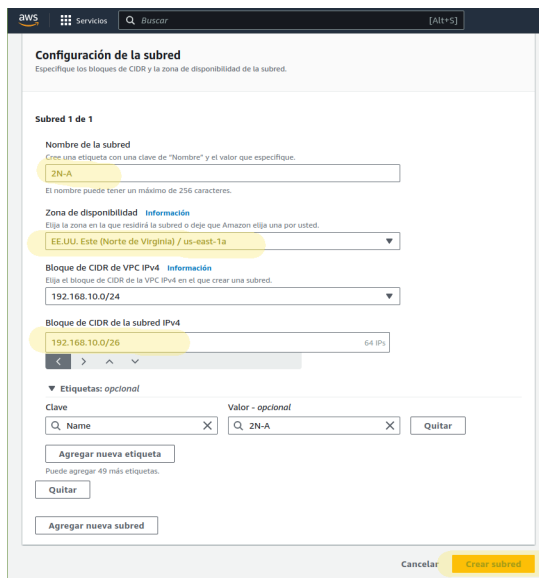 aws Servicios Buscar [Alt+S]
Configuración de la subred
Especifique los bloques de CIDR y la zona de disponibilidad de la subred.
Subred 1 de 1
Nombre de la subred
Cree una etiqueta con una clave de "Nombre" y el valor que especifique.
2N-A
El nombre puede tener un máximo de 256 caracteres.
Zona de disponibilidad Información
Elija la zona en la que residirá la subred o deje que Amazon elija una por usted.
EE.UU. Este (Norte de Virginia) / us-east-1a
Bloque de CIDR de VPC IPv4 Información
Elija el bloque de CIDR de la VPC IPv4 en el que crear una subred.
192.168.10.0/24
Bloque de CIDR de la subred IPv4
192.168.10.0/26 64 IPs
Etiquetas: opcional
Clave Valor - opcional
Name 2N-A Quitar
Agregar nueva etiqueta
Puede agregar 49 más etiquetas.
Quitar
Agregar nueva subred
Cancelar Crear subred